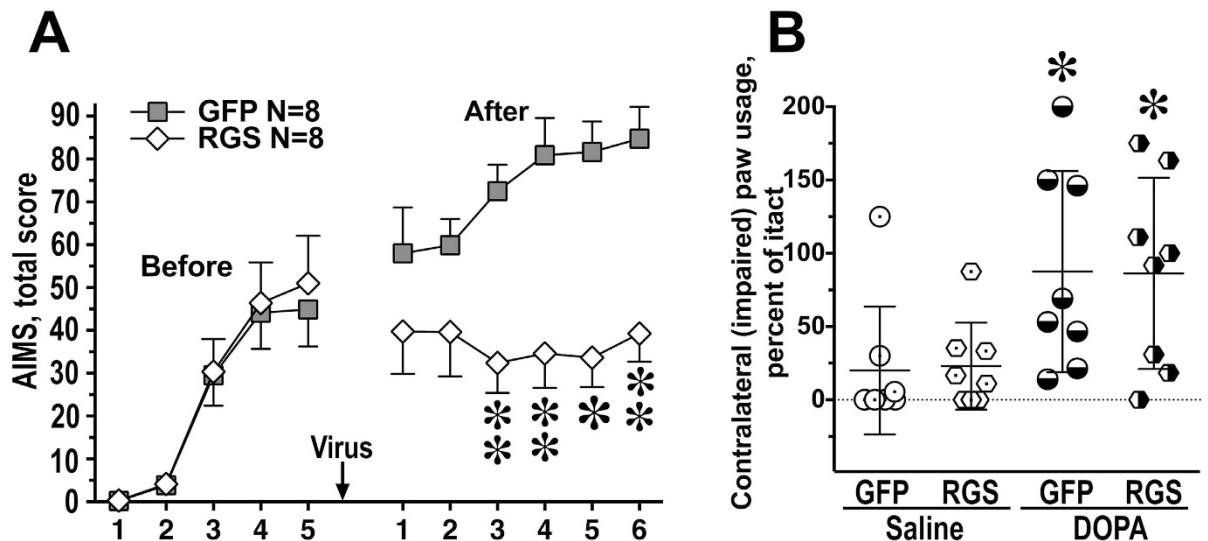 A
GFP N=8
RGS N=8
Before
After
Virus
AIMS, total score
90
80
70
60
50
40
30
20
10
0
1 2 3 4 5
1 2 3 4 5 6
* * * * * * *
B
* *
Contralateral (impaired) paw usage,
percent of itact
200
150
100
50
0
GFP RGS GFP RGS
Saline DOPA